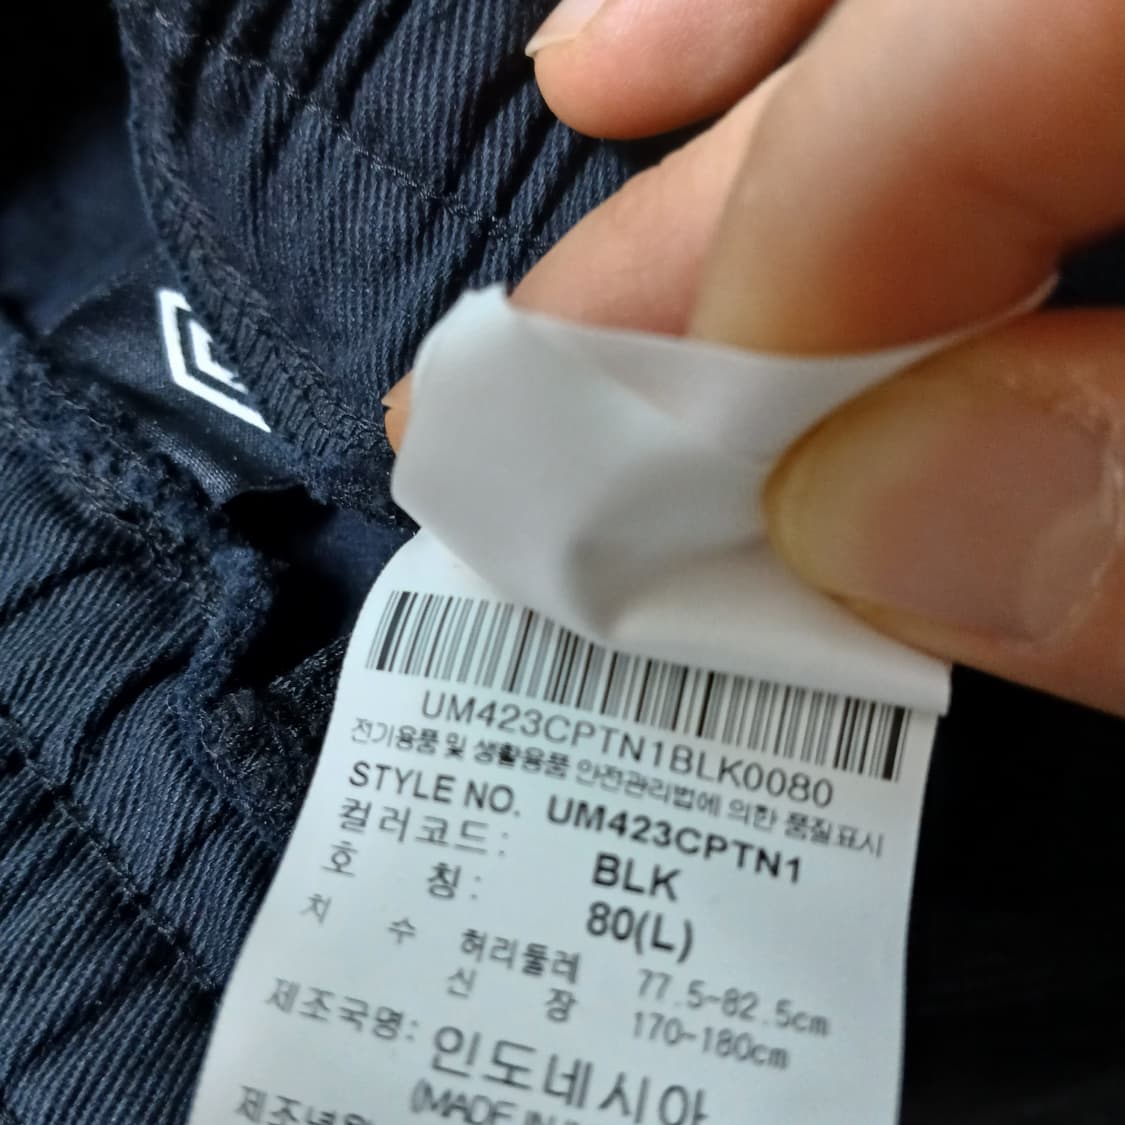 UM423CPTN1BLK0080
전기용품 및 생활용품 안전관리법에 의한 품질표시
STYLE NO. UM423CPTN1
컬러코드 : BLK
호 칭 : 80(L)
치 수 허리둘레 77.5-82.5cm
신 장 170-180cm
제조국명: 인도네시아
(MADE IN